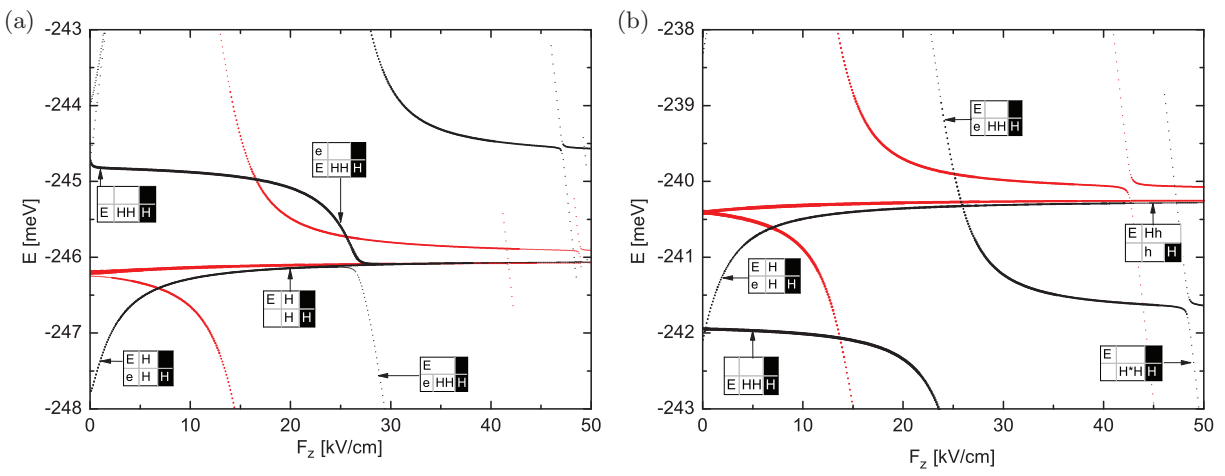 (a)
-243
-244
-245
-246
-247
-248
E [meV]
0 10 20 30 40 50
F_z [kV/cm]
e
E HH H
E HH H
E H
H H
E H
e H H
E
e HH H
(b)
-238
-239
-240
-241
-242
-243
E [meV]
0 10 20 30 40 50
F_z [kV/cm]
E
e HH H
E Hh
h H
E H
e H H
E HH H
E
H*H H